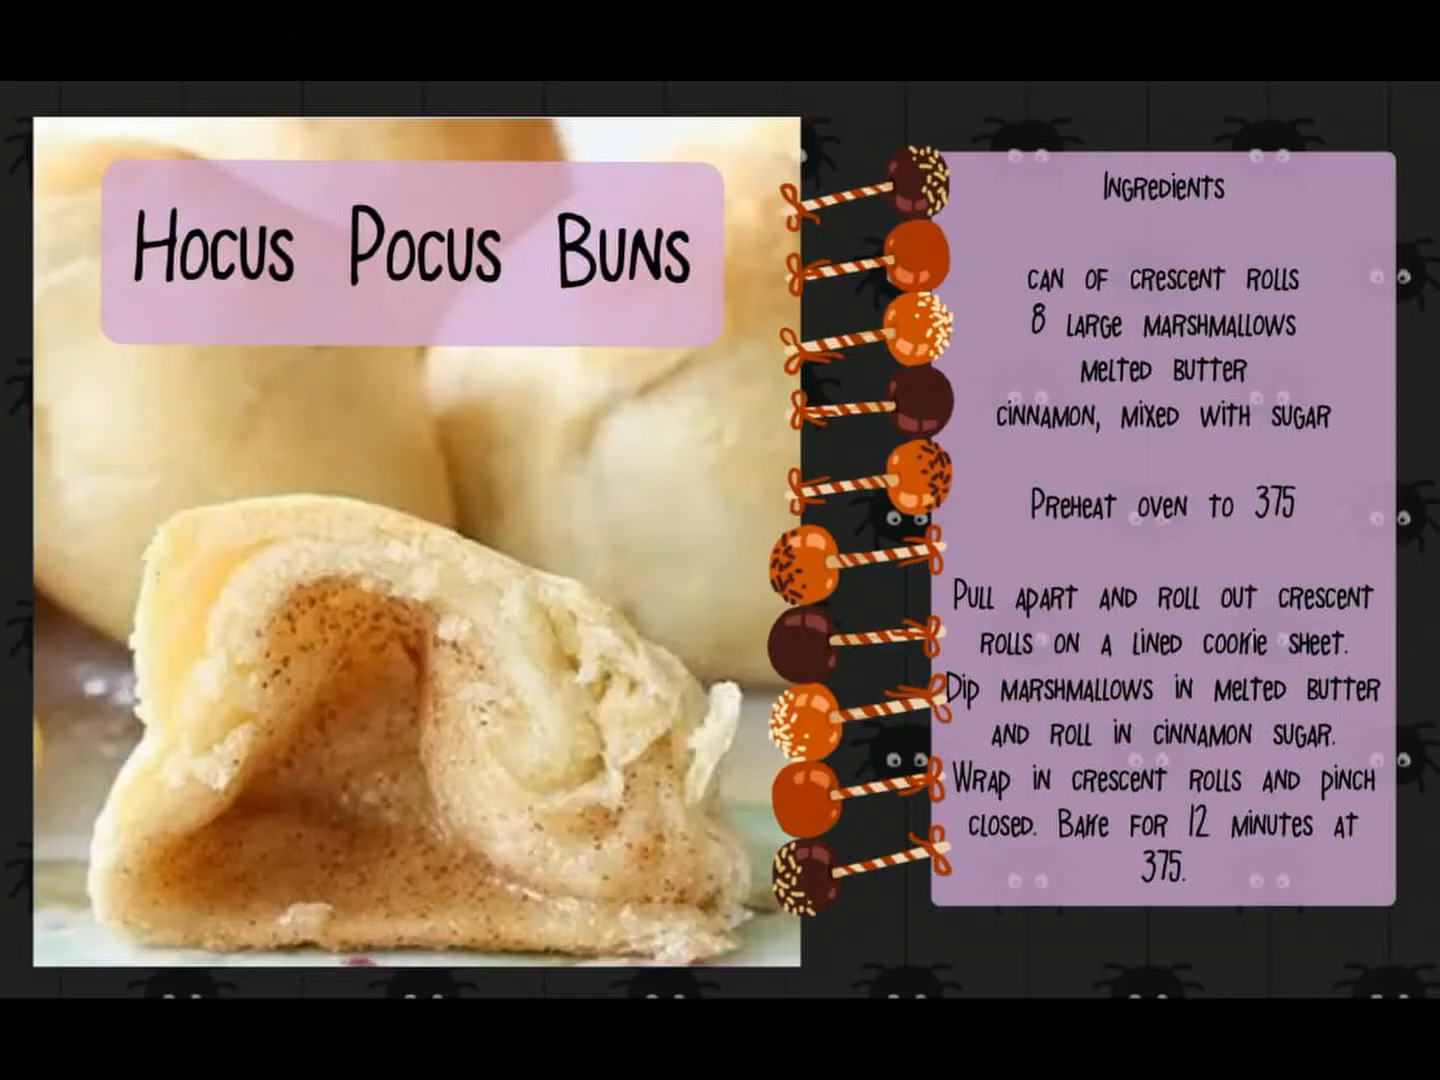 Hocus Pocus Buns
Ingredients
can of crescent rolls
8 large marshmallows
melted butter
cinnamon, mixed with sugar
Preheat oven to 375
Pull apart and roll out crescent
rolls on a lined cookie sheet.
Dip marshmallows in melted butter
and roll in cinnamon sugar.
Wrap in crescent rolls and pinch
closed. Bake for 12 minutes at
375.